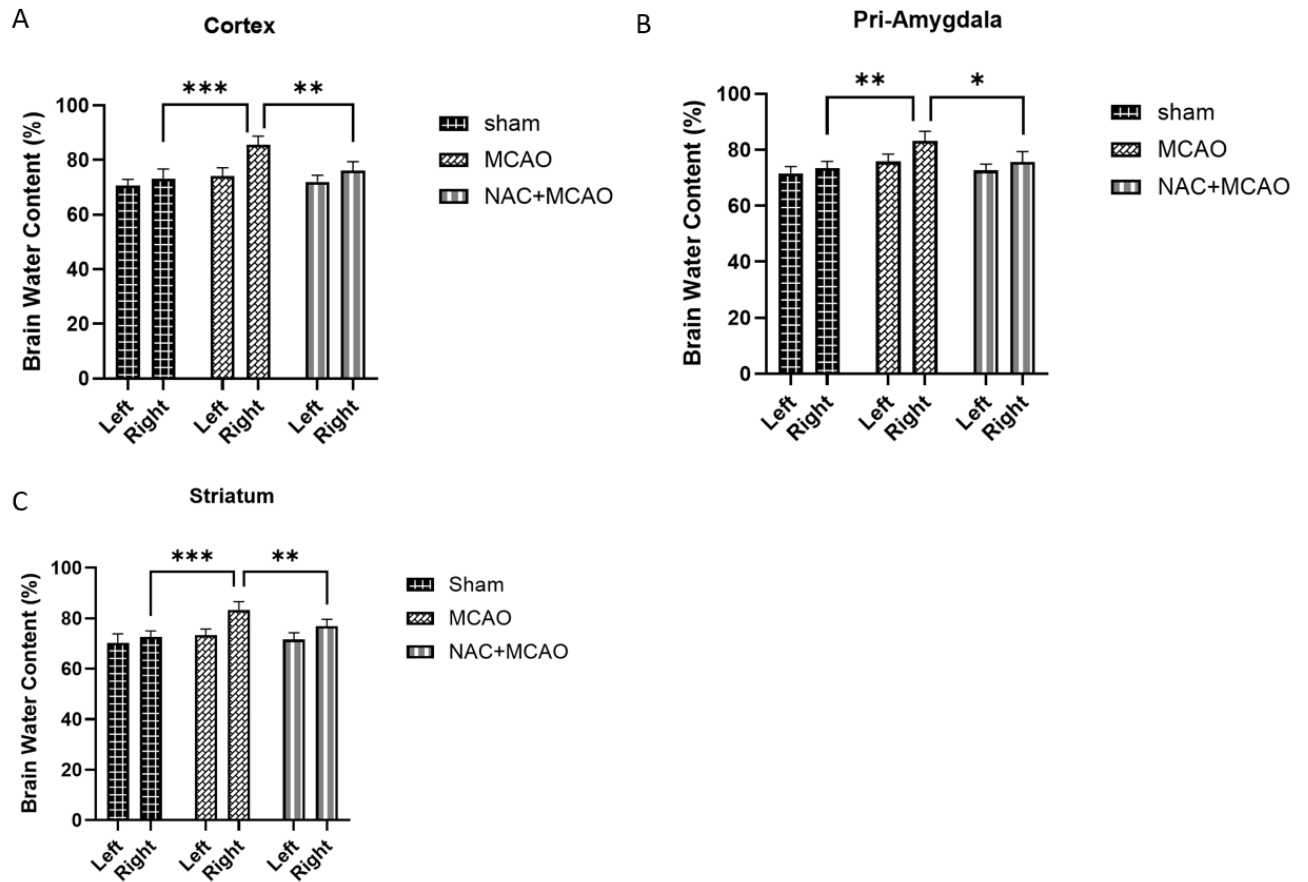 A
Cortex
*** **
100
80
60
40
20
0
Brain Water Content (%)
Left Right Left Right Left Right
sham
MCAO
NAC+MCAO
B
Pri-Amygdala
** *
100
80
60
40
20
0
Brain Water Content (%)
Left Right Left Right Left Right
sham
MCAO
NAC+MCAO
C
Striatum
*** **
100
80
60
40
20
0
Brain Water Content (%)
Left Right Left Right Left Right
Sham
MCAO
NAC+MCAO